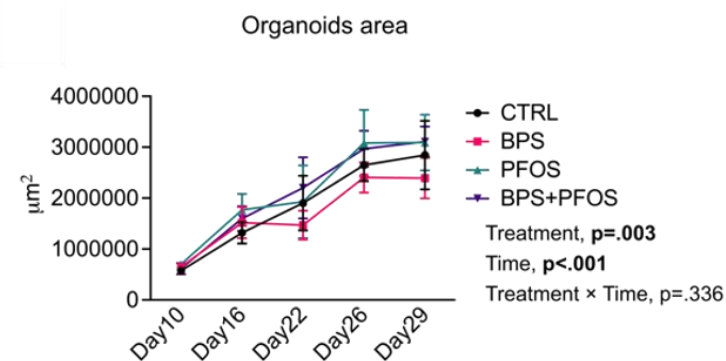 Organoids area
4000000
3000000
2000000
1000000
0
μm²
Day10
Day16
Day22
Day26
Day29
CTRL
BPS
PFOS
BPS+PFOS
Treatment, p=.003
Time, p<.001
Treatment × Time, p=.336